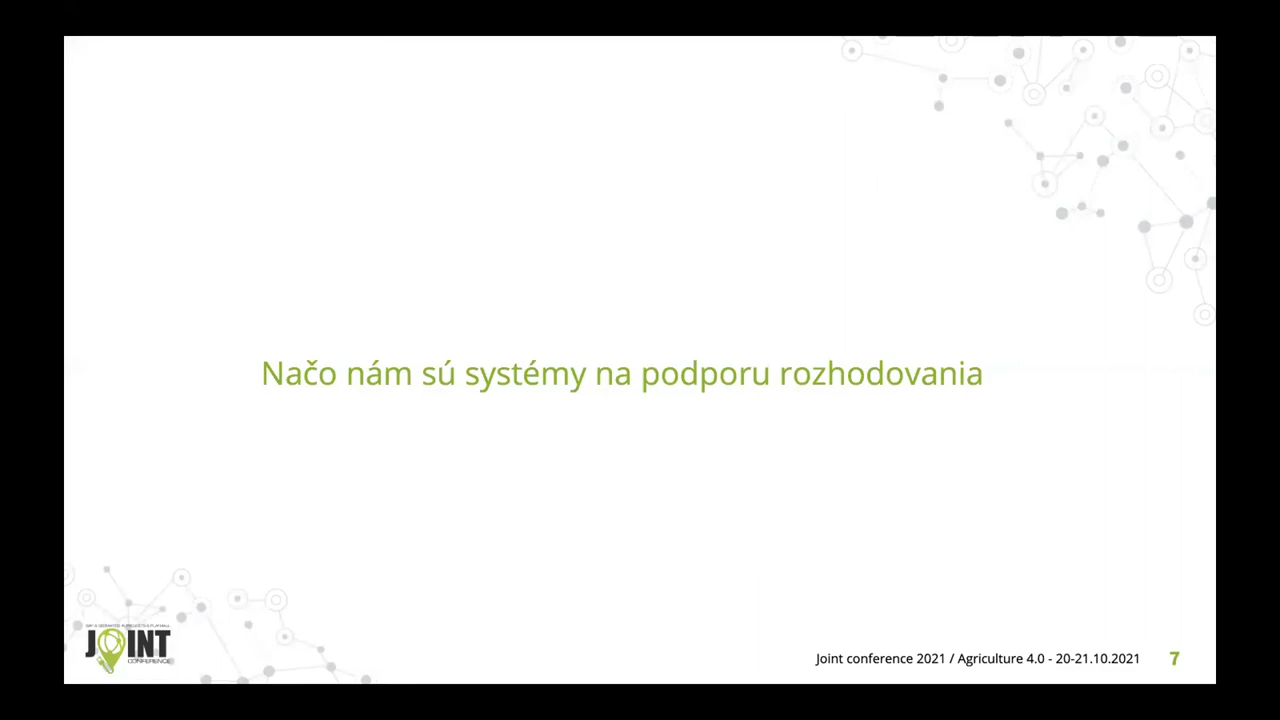 Načo nám sú systémy na podporu rozhodovania
JOINT
CONFERENCE
Joint conference 2021 / Agriculture 4.0 - 20-21.10.2021
7